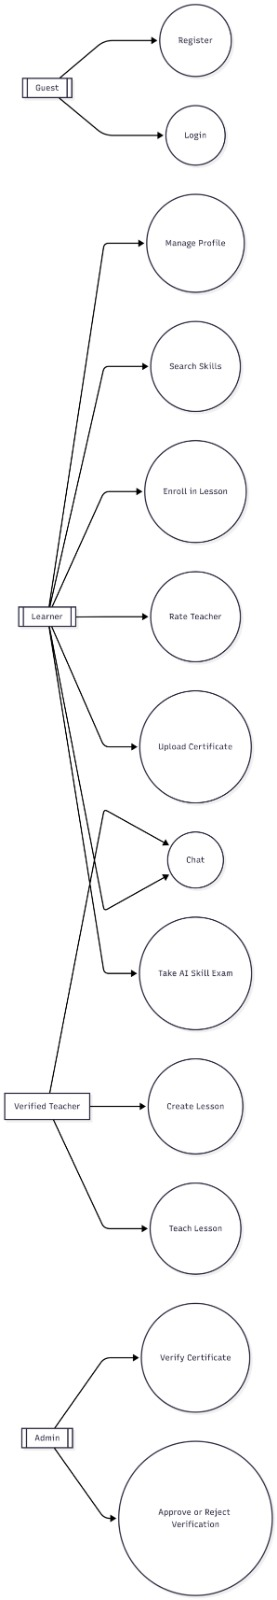 Register
Guest
Login
Manage Profile
Search Skills
Enroll in Lesson
Learner
Rate Teacher
Upload Certificate
Chat
Take AI Skill Exam
Verified Teacher
Create Lesson
Teach Lesson
Verify Certificate
Admin
Approve or Reject
Verification